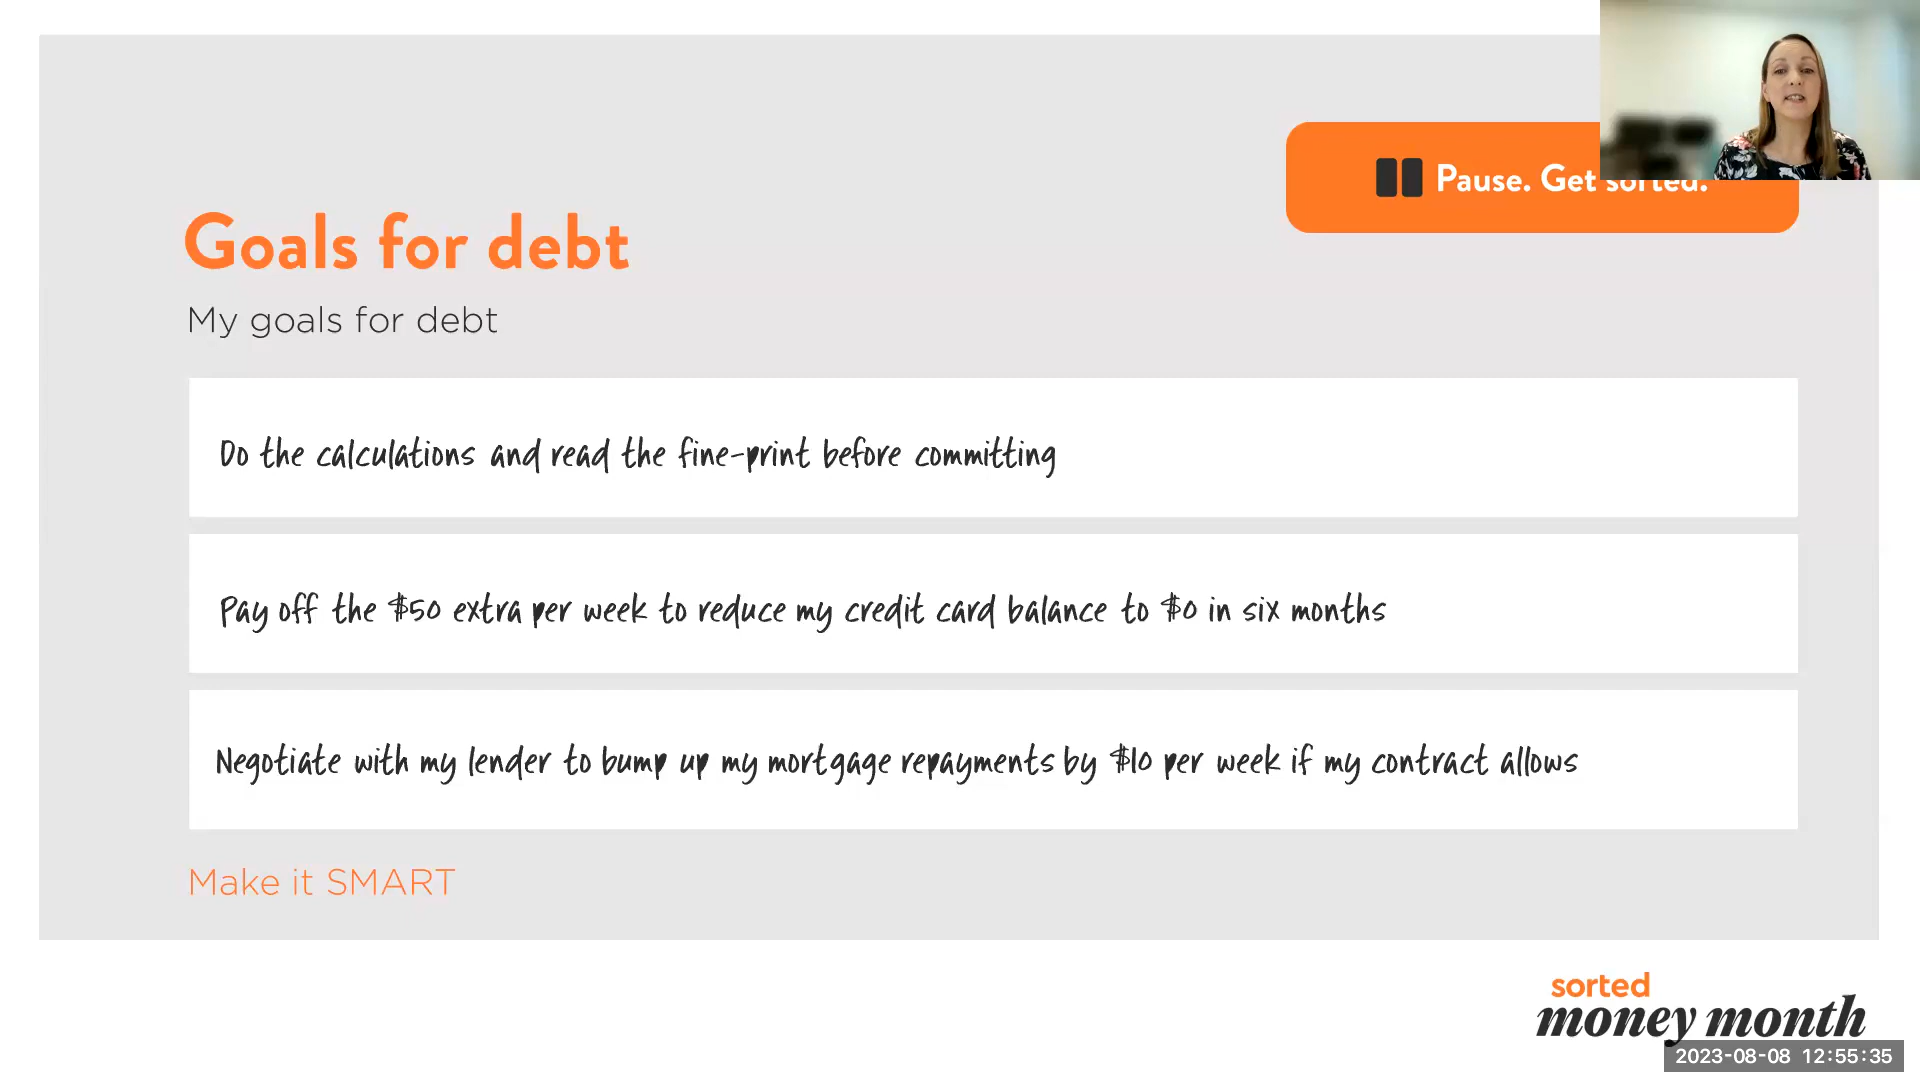 Pause. Get sorted.
Goals for debt
My goals for debt
Do the calculations and read the fine-print before committing
Pay off the $50 extra per week to reduce my credit card balance to $0 in six months
Negotiate with my lender to bump up my mortgage repayments by $10 per week if my contract allows
Make it SMART
sorted
money month
2023-08-08 12:55:35